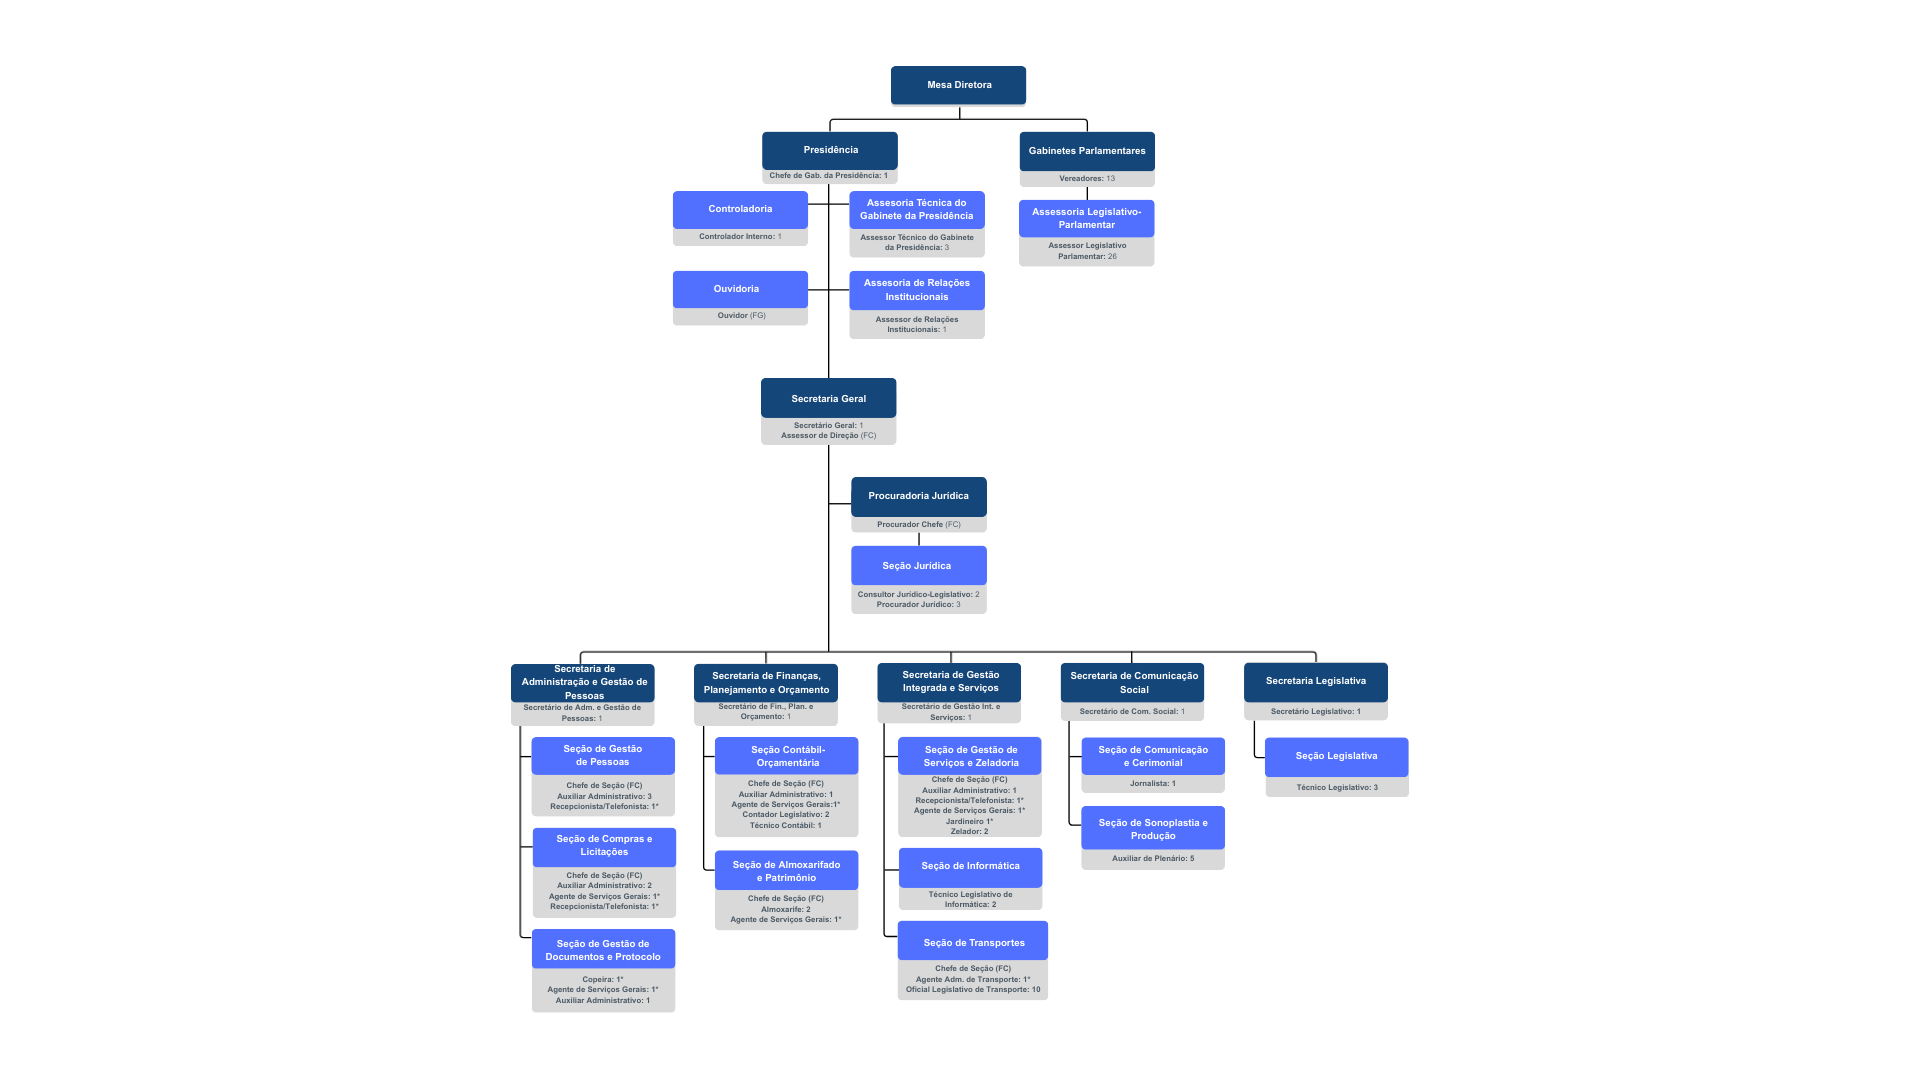 Mesa Diretora
Presidência
Chefe de Gab. da Presidência: 1
Gabinetes Parlamentares
Vereadores: 13
Controladoria
Controlador Interno: 1
Assesoria Técnica do
Gabinete da Presidência
Assessor Técnico do Gabinete
da Presidência: 3
Assessoria Legislativo-
Parlamentar
Assessor Legislativo
Parlamentar: 26
Ouvidoria
Ouvidor (FG)
Assesoria de Relações
Institucionais
Assessor de Relações
Institucionais: 1
Secretaria Geral
Secretário Geral: 1
Assessor de Direção (FC)
Procuradoria Jurídica
Procurador Chefe (FC)
Seção Jurídica
Consultor Jurídico-Legislativo: 2
Procurador Jurídico: 3
Secretaria de
Administração e Gestão de
Pessoas
Secretário de Adm. e Gestão de
Pessoas: 1
Seção de Gestão
de Pessoas
Chefe de Seção (FC)
Auxiliar Administrativo: 3
Recepcionista/Telefonista: 1*
Seção de Compras e
Licitações
Chefe de Seção (FC)
Auxiliar Administrativo: 2
Agente de Serviços Gerais: 1*
Recepcionista/Telefonista: 1*
Seção de Gestão de
Documentos e Protocolo
Copeira: 1*
Agente de Serviços Gerais: 1*
Auxiliar Administrativo: 1
Secretaria de Finanças,
Planejamento e Orçamento
Secretário de Fin., Plan. e
Orçamento: 1
Seção Contábil-
Orçamentária
Chefe de Seção (FC)
Auxiliar Administrativo: 1
Agente de Serviços Gerais:1*
Contador Legislativo: 2
Técnico Contábil: 1
Seção de Almoxarifado
e Patrimônio
Chefe de Seção (FC)
Almoxarife: 2
Agente de Serviços Gerais: 1*
Secretaria de Gestão
Integrada e Serviços
Secretário de Gestão Int. e
Serviços: 1
Seção de Gestão de
Serviços e Zeladoria
Chefe de Seção (FC)
Auxiliar Administrativo: 1
Recepcionista/Telefonista: 1*
Agente de Serviços Gerais: 1*
Jardineiro 1*
Zelador: 2
Seção de Informática
Técnico Legislativo de
Informática: 2
Seção de Transportes
Chefe de Seção (FC)
Agente Adm. de Transporte: 1*
Oficial Legislativo de Transporte: 10
Secretaria de Comunicação
Social
Secretário de Com. Social: 1
Seção de Comunicação
e Cerimonial
Jornalista: 1
Seção de Sonoplastia e
Produção
Auxiliar de Plenário: 5
Secretaria Legislativa
Secretário Legislativo: 1
Seção Legislativa
Técnico Legislativo: 3